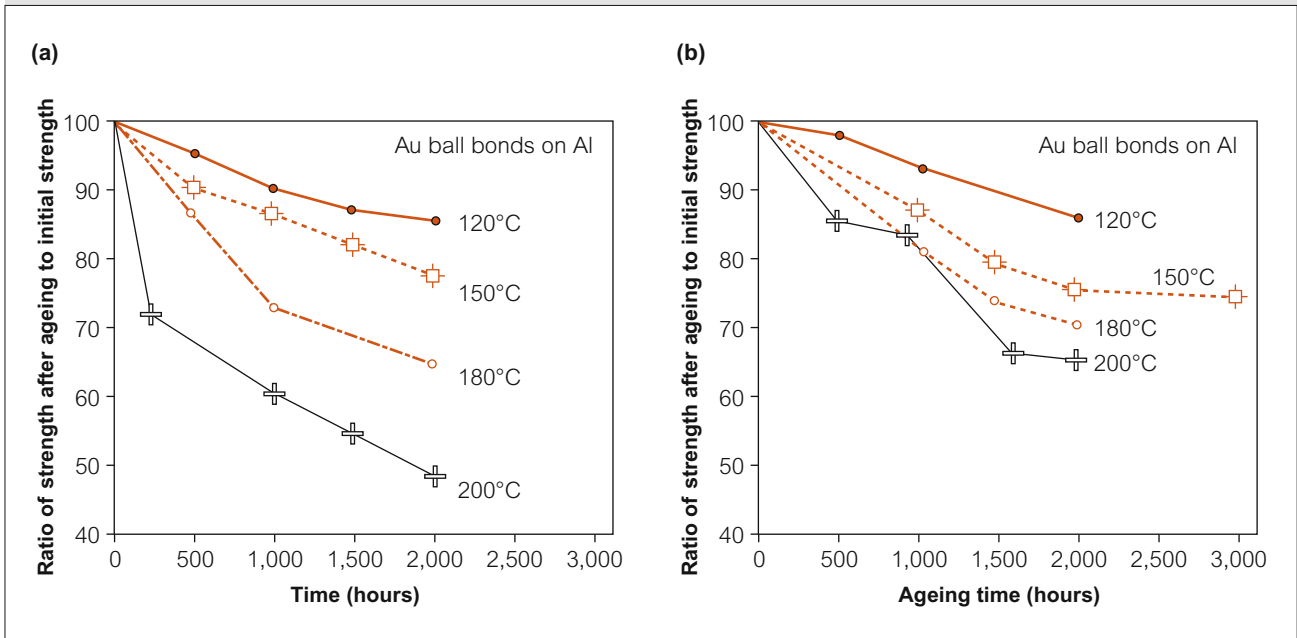 (a)
Ratio of strength after ageing to initial strength
100
90
80
70
60
50
40
Au ball bonds on Al
120°C
150°C
180°C
200°C
0 500 1,000 1,500 2,000 2,500 3,000
Time (hours)
(b)
Ratio of strength after ageing to initial strength
100
90
80
70
60
50
40
Au ball bonds on Al
120°C
150°C
180°C
200°C
0 500 1,000 1,500 2,000 2,500 3,000
Ageing time (hours)